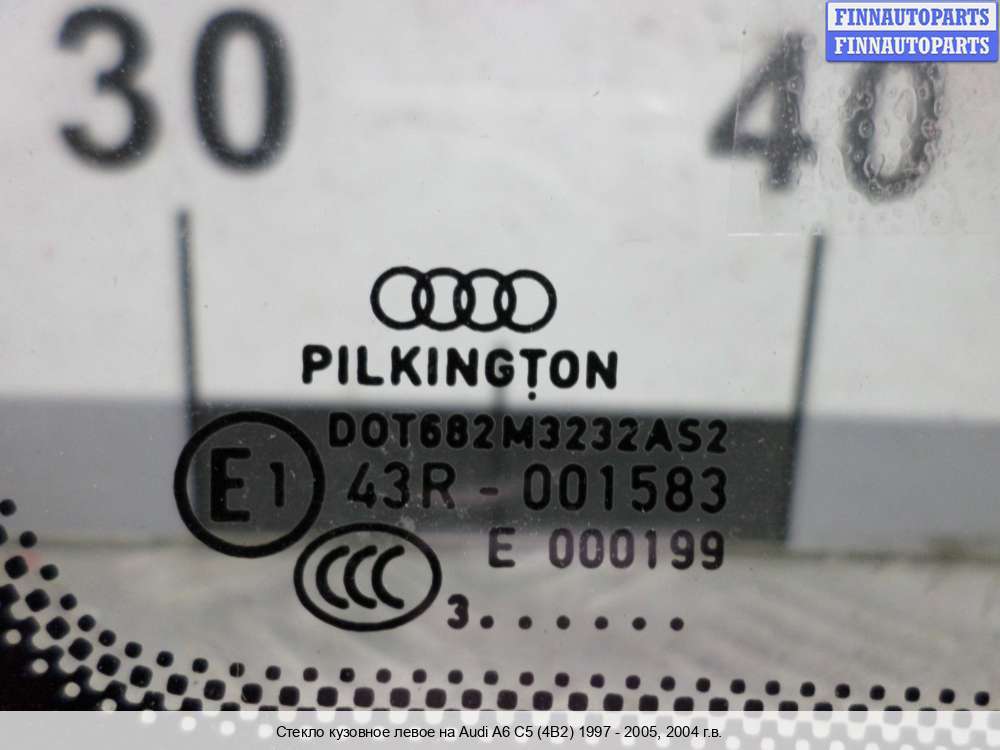 FINNAUTOPARTS
FINNAUTOPARTS
30 40
PILKINGTON
DOT682M3232AS2
E1 43R - 001583
E 000199
CCC
3.......
Стекло кузовное левое на Audi A6 C5 (4B2) 1997 - 2005, 2004 г.в.